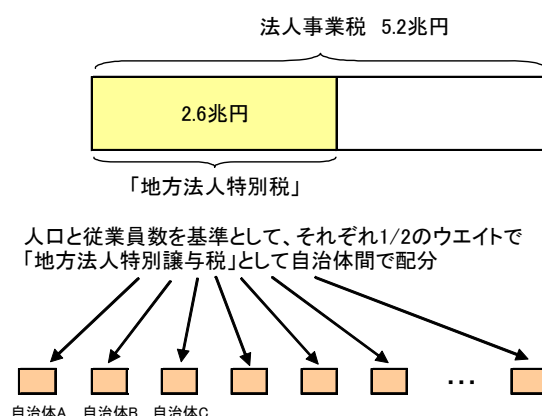 法人事業税 5.2兆円
2.6兆円
「地方法人特別税」
人口と従業員数を基準として、それぞれ1/2のウエイトで
「地方法人特別譲与税」として自治体間で配分
…
自治体A 自治体B 自治体C